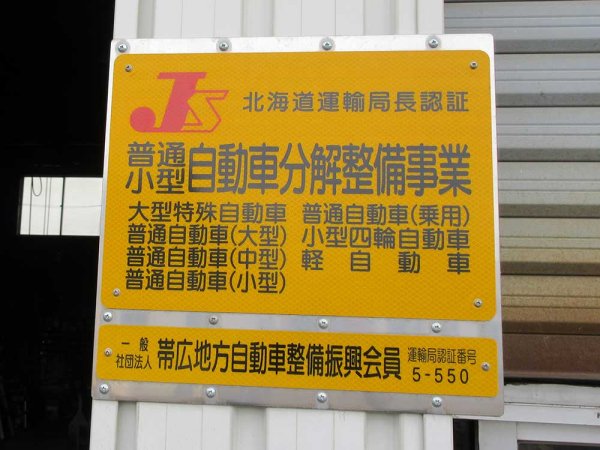 JS 北海道運輸局長認証
普通
小型 自動車分解整備事業
大型特殊自動車 普通自動車(乗用)
普通自動車(大型) 小型四輪自動車
普通自動車(中型) 軽自動車
普通自動車(小型)
一般
社団法人 帯広地方自動車整備振興会員 運輸局認証番号
5-550